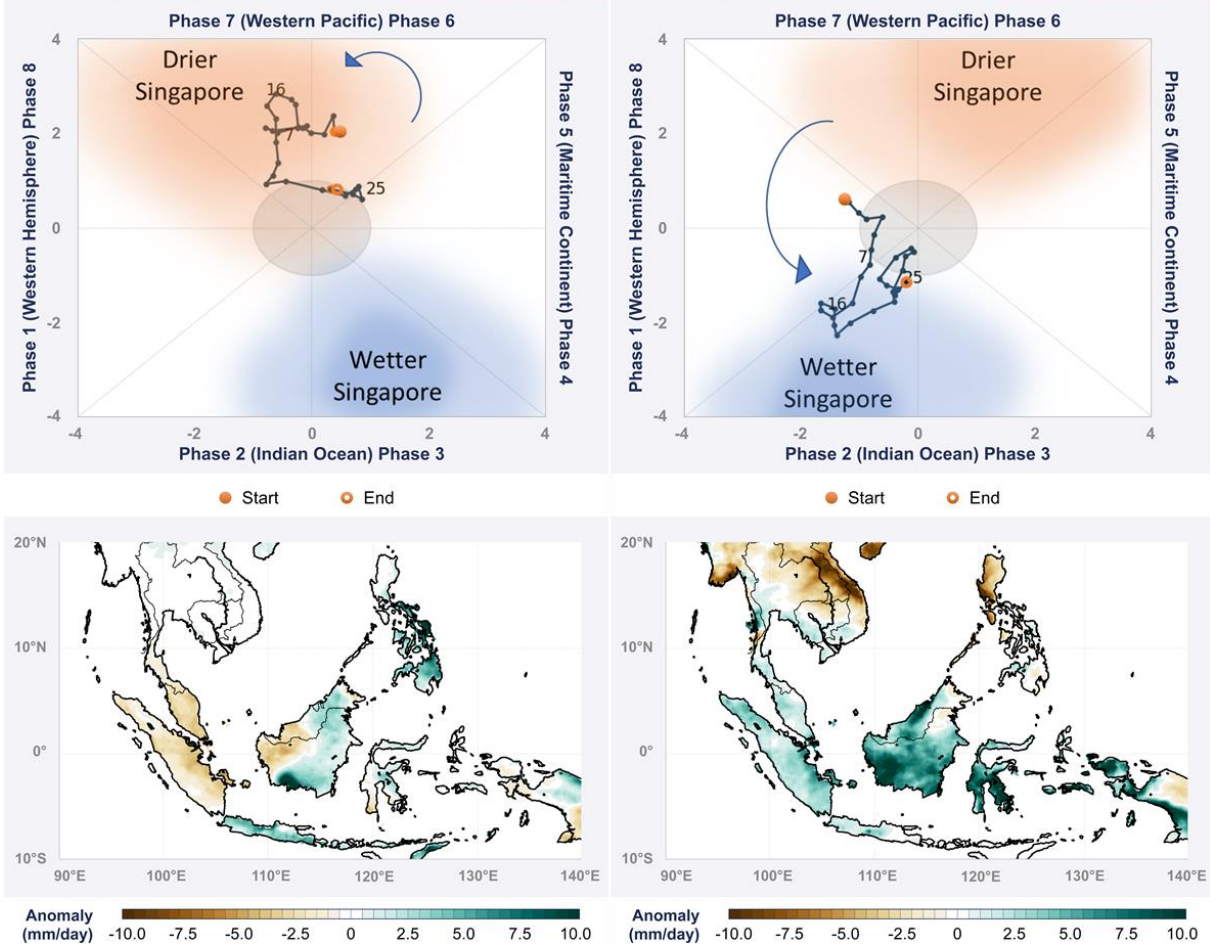 Phase 7 (Western Pacific) Phase 6
Phase 1 (Western Hemisphere) Phase 8
4
2
0
-2
-4
Drier
Singapore
16
7
25
Wetter
Singapore
Phase 5 (Maritime Continent) Phase 4
-4
-2
0
2
4
Phase 2 (Indian Ocean) Phase 3
Start
End
Phase 7 (Western Pacific) Phase 6
Phase 1 (Western Hemisphere) Phase 8
4
2
0
-2
-4
Drier
Singapore
7
16
Wetter
Singapore
Phase 5 (Maritime Continent) Phase 4
-4
-2
0
2
4
Phase 2 (Indian Ocean) Phase 3
Start
End
20°N
10°N
0°
10°S
90°E
100°E
110°E
120°E
130°E
140°E
Anomaly
(mm/day)
-10.0
-7.5
-5.0
-2.5
0
2.5
5.0
7.5
10.0
20°N
10°N
0°
10°S
90°E
100°E
110°E
120°E
130°E
140°E
Anomaly
(mm/day)
-10.0
-7.5
-5.0
-2.5
0
2.5
5.0
7.5
10.0